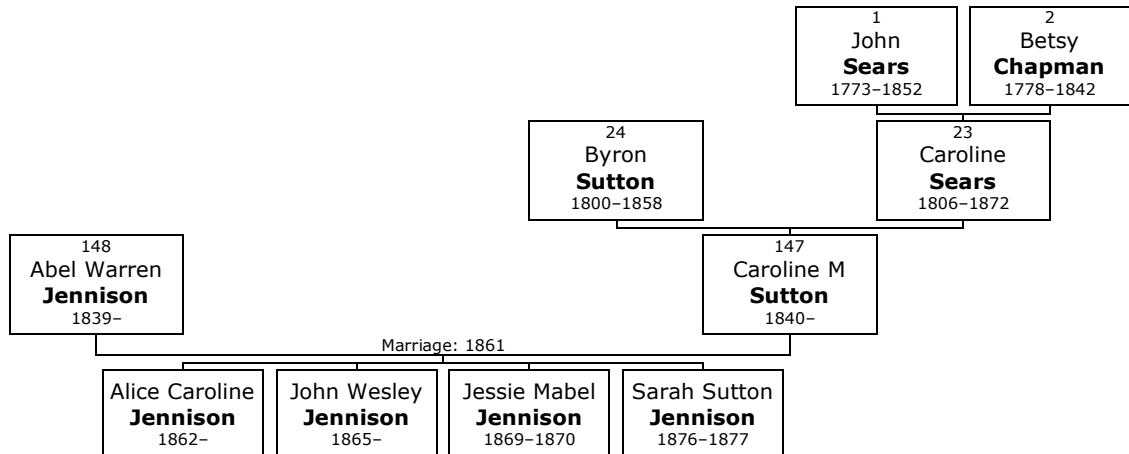 1
John
Sears
1773–1852
2
Betsy
Chapman
1778–1842
24
Byron
Sutton
1800–1858
23
Caroline
Sears
1806–1872
148
Abel Warren
Jennison
1839–
147
Caroline M
Sutton
1840–
Marriage: 1861
Alice Caroline
Jennison
1862–
John Wesley
Jennison
1865–
Jessie Mabel
Jennison
1869–1870
Sarah Sutton
Jennison
1876–1877